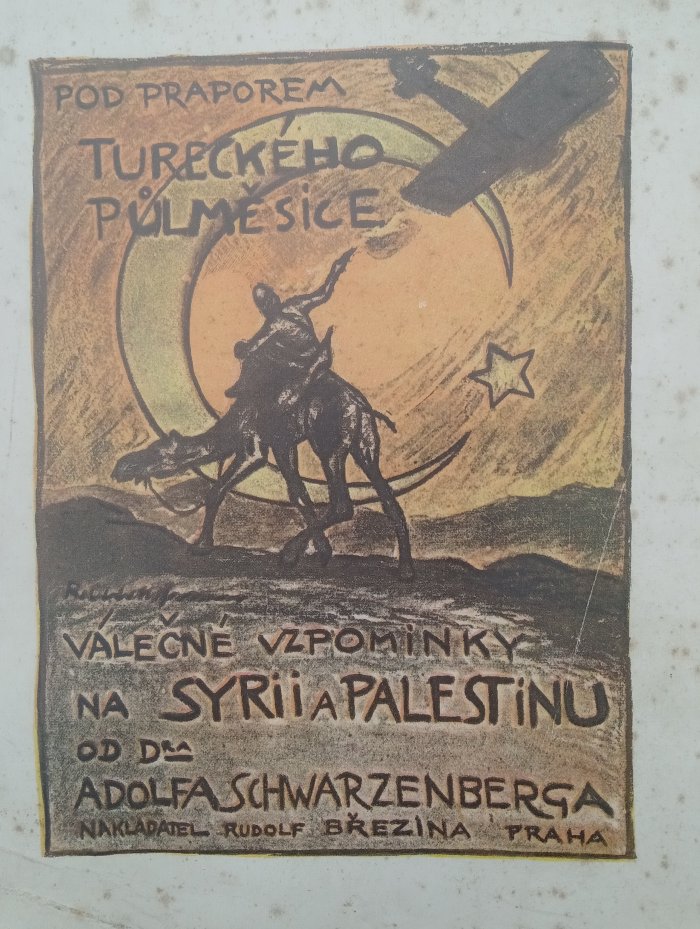 POD PRAPOREM
TURECKÉHO
PŮLMĚSÍCE
VÁLEČNÉ VZPOMÍNKY
NA SYRII A PALESTINU
OD DRA
ADOLFA SCHWARZENBERGA
NAKLADATEL RUDOLF BŘEZINA PRAHA